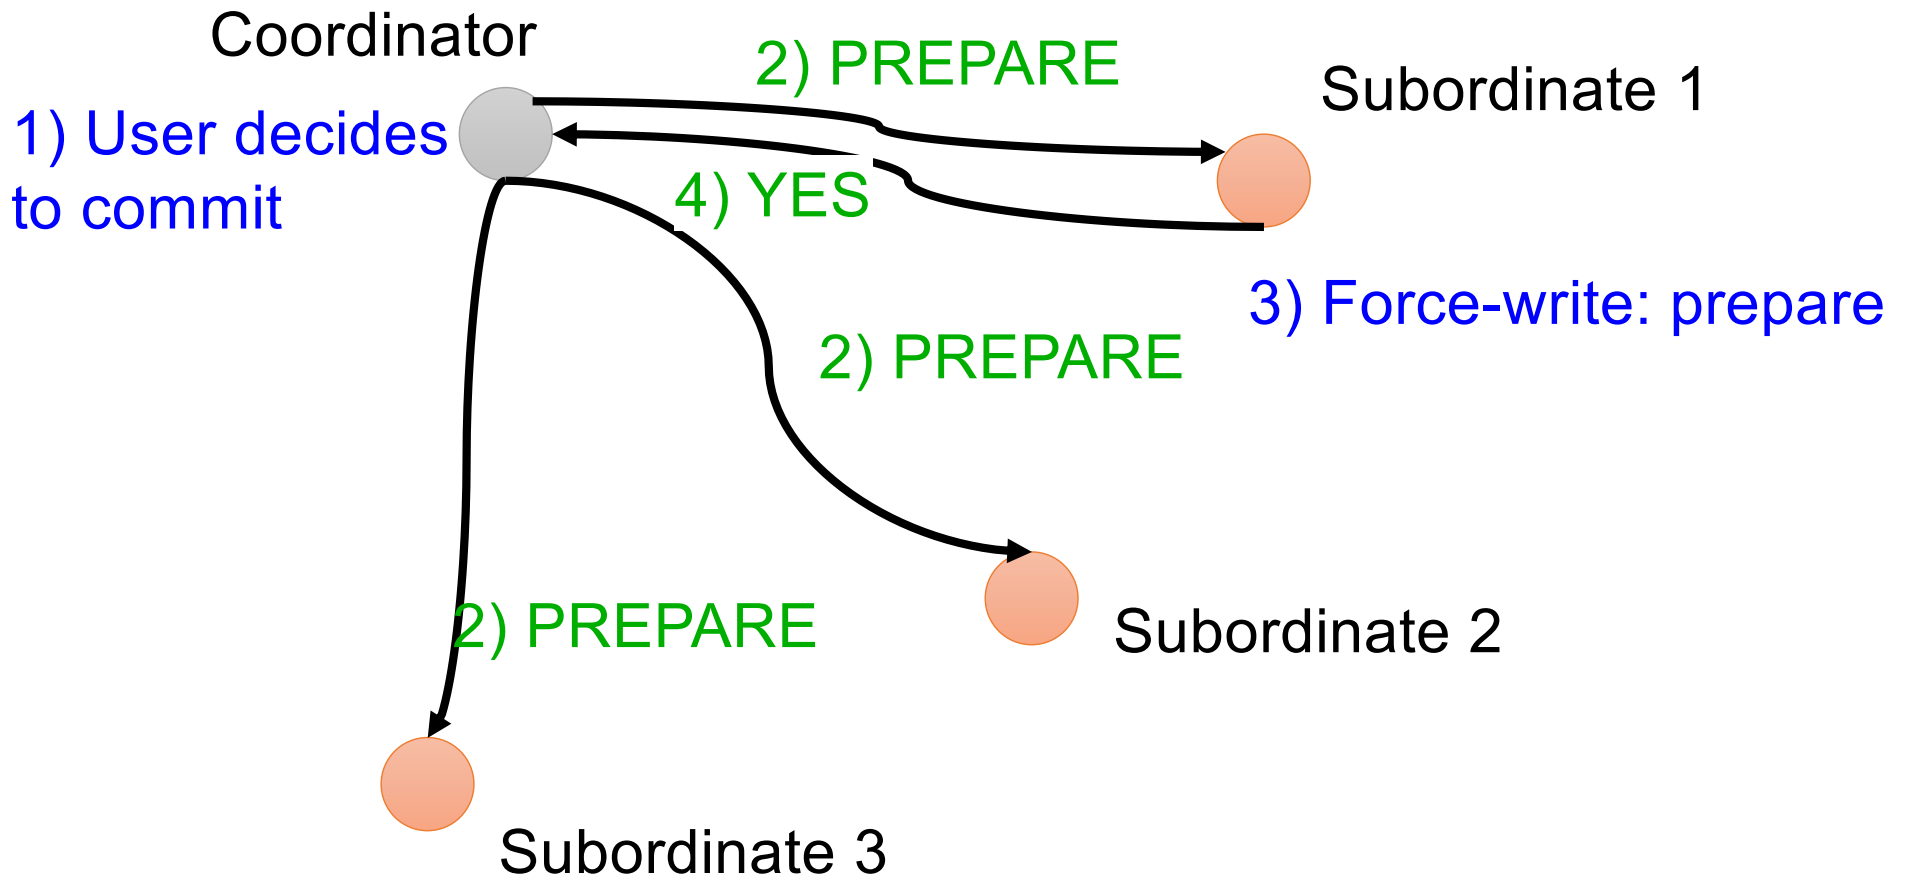 Coordinator
2) PREPARE
Subordinate 1
1) User decides
to commit
4) YES
3) Force-write: prepare
2) PREPARE
2) PREPARE
Subordinate 2
Subordinate 3